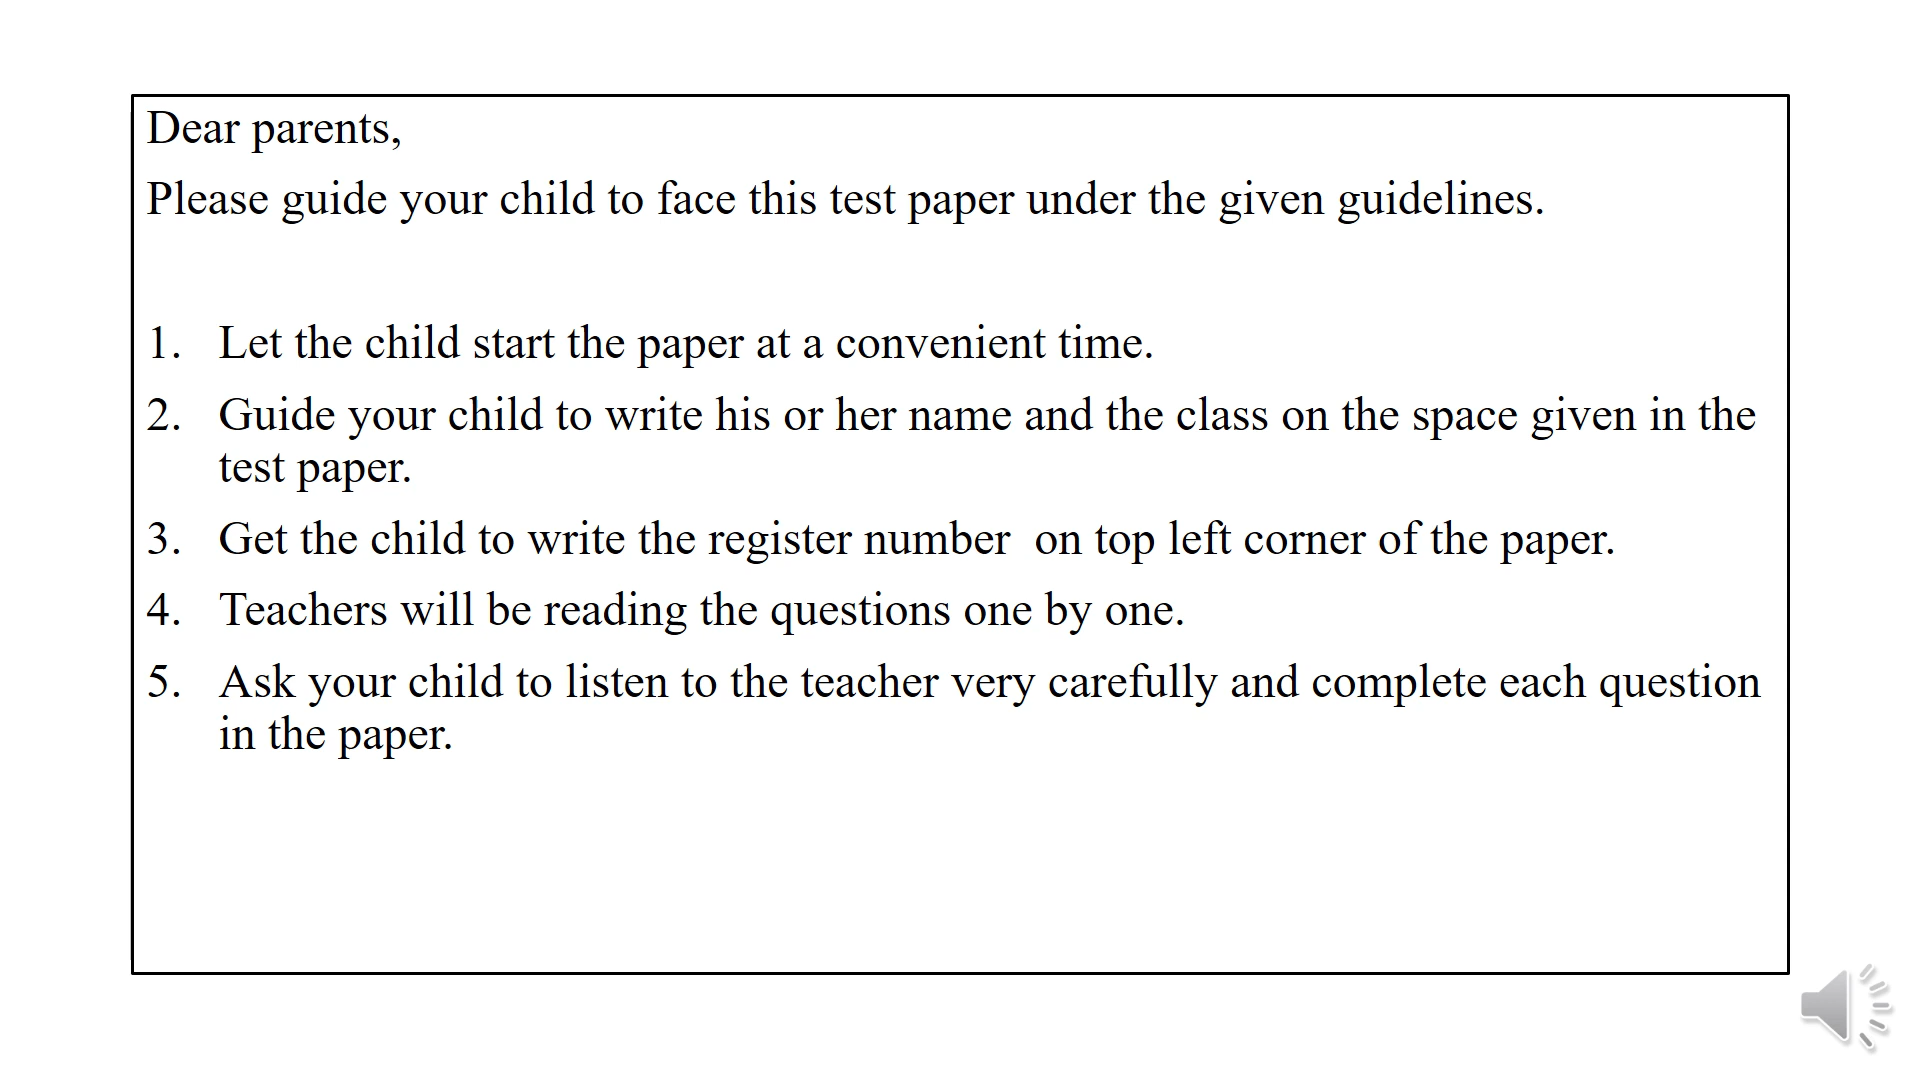 Dear parents,
Please guide your child to face this test paper under the given guidelines.
1. Let the child start the paper at a convenient time.
2. Guide your child to write his or her name and the class on the space given in the
test paper.
3. Get the child to write the register number  on top left corner of the paper.
4. Teachers will be reading the questions one by one.
5. Ask your child to listen to the teacher very carefully and complete each question
in the paper.